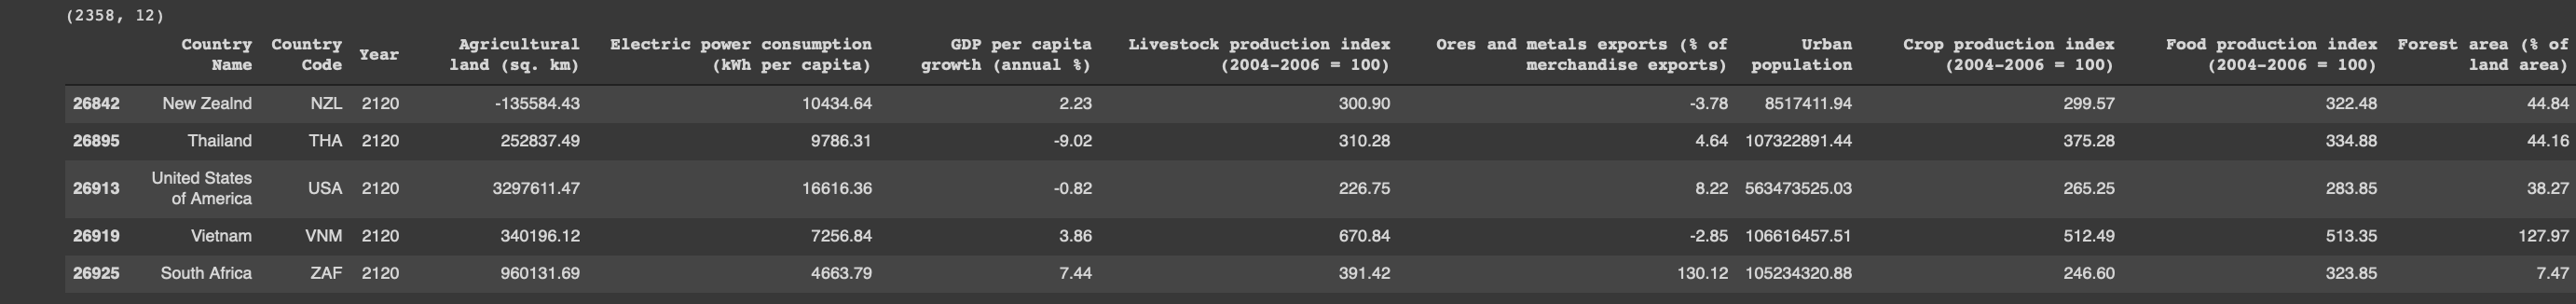 (2358, 12)
Country Name Country Code Year Agricultural land (sq. km) Electric power consumption (kWh per capita) GDP per capita growth (annual %) Livestock production index (2004-2006 = 100) Ores and metals exports (% of merchandise exports) Urban population Crop production index (2004-2006 = 100) Food production index (2004-2006 = 100) Forest area (% of land area)
26842 New Zealnd NZL 2120 -135584.43 10434.64 2.23 300.90 -3.78 8517411.94 299.57 322.48 44.84
26895 Thailand THA 2120 252837.49 9786.31 -9.02 310.28 4.64 107322891.44 375.28 334.88 44.16
26913 United States of America USA 2120 3297611.47 16616.36 -0.82 226.75 8.22 563473525.03 265.25 283.85 38.27
26919 Vietnam VNM 2120 340196.12 7256.84 3.86 670.84 -2.85 106616457.51 512.49 513.35 127.97
26925 South Africa ZAF 2120 960131.69 4663.79 7.44 391.42 130.12 105234320.88 246.60 323.85 7.47